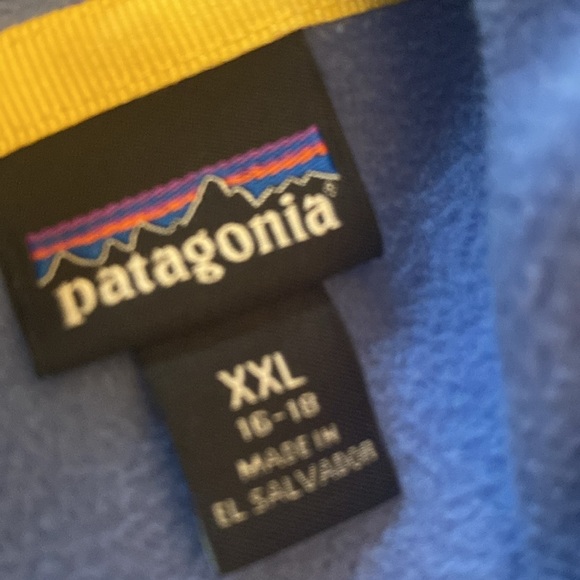 patagonia®
XXL
16-18
MADE IN
EL SALVADOR